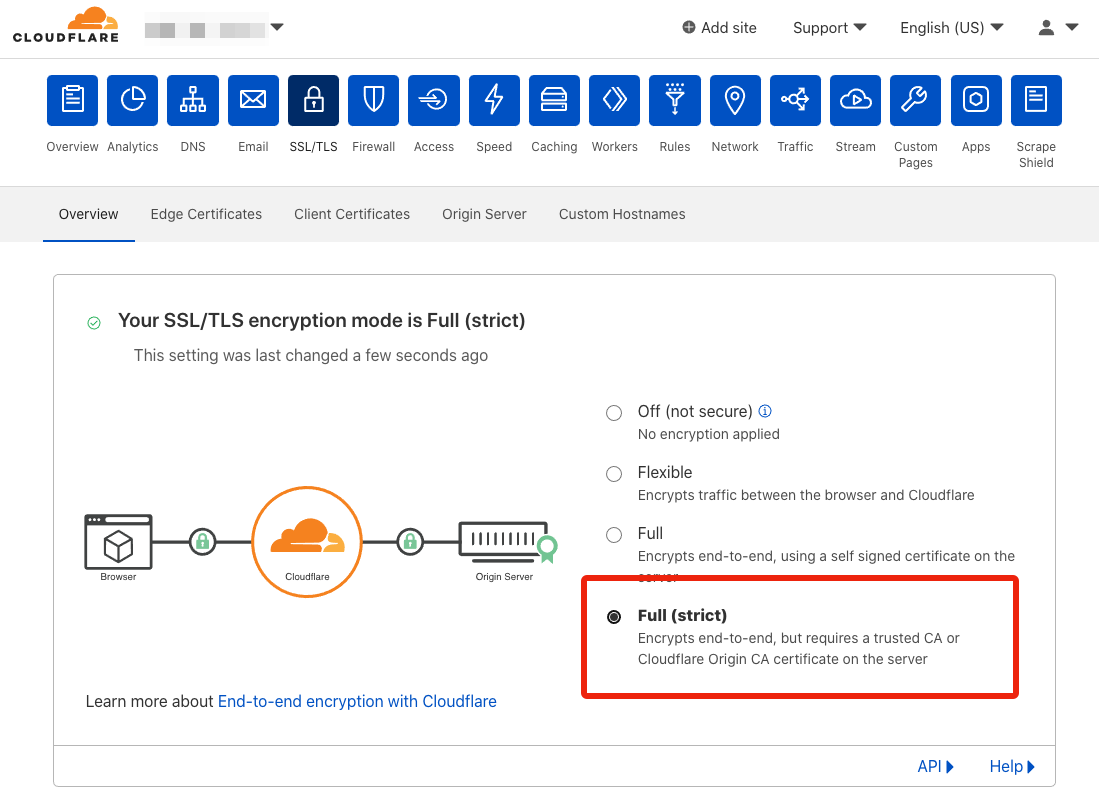 CLOUDFLARE
Add site
Support
English (US)
Overview
Analytics
DNS
Email
SSL/TLS
Firewall
Access
Speed
Caching
Workers
Rules
Network
Traffic
Stream
Custom
Pages
Apps
Scrape
Shield
Overview
Edge Certificates
Client Certificates
Origin Server
Custom Hostnames
Your SSL/TLS encryption mode is Full (strict)
This setting was last changed a few seconds ago
Off (not secure)
No encryption applied
Flexible
Encrypts traffic between the browser and Cloudflare
Full
Encrypts end-to-end, using a self signed certificate on the
server
Full (strict)
Encrypts end-to-end, but requires a trusted CA or
Cloudflare Origin CA certificate on the server
Browser
Cloudflare
Origin Server
Learn more about End-to-end encryption with Cloudflare
API
Help